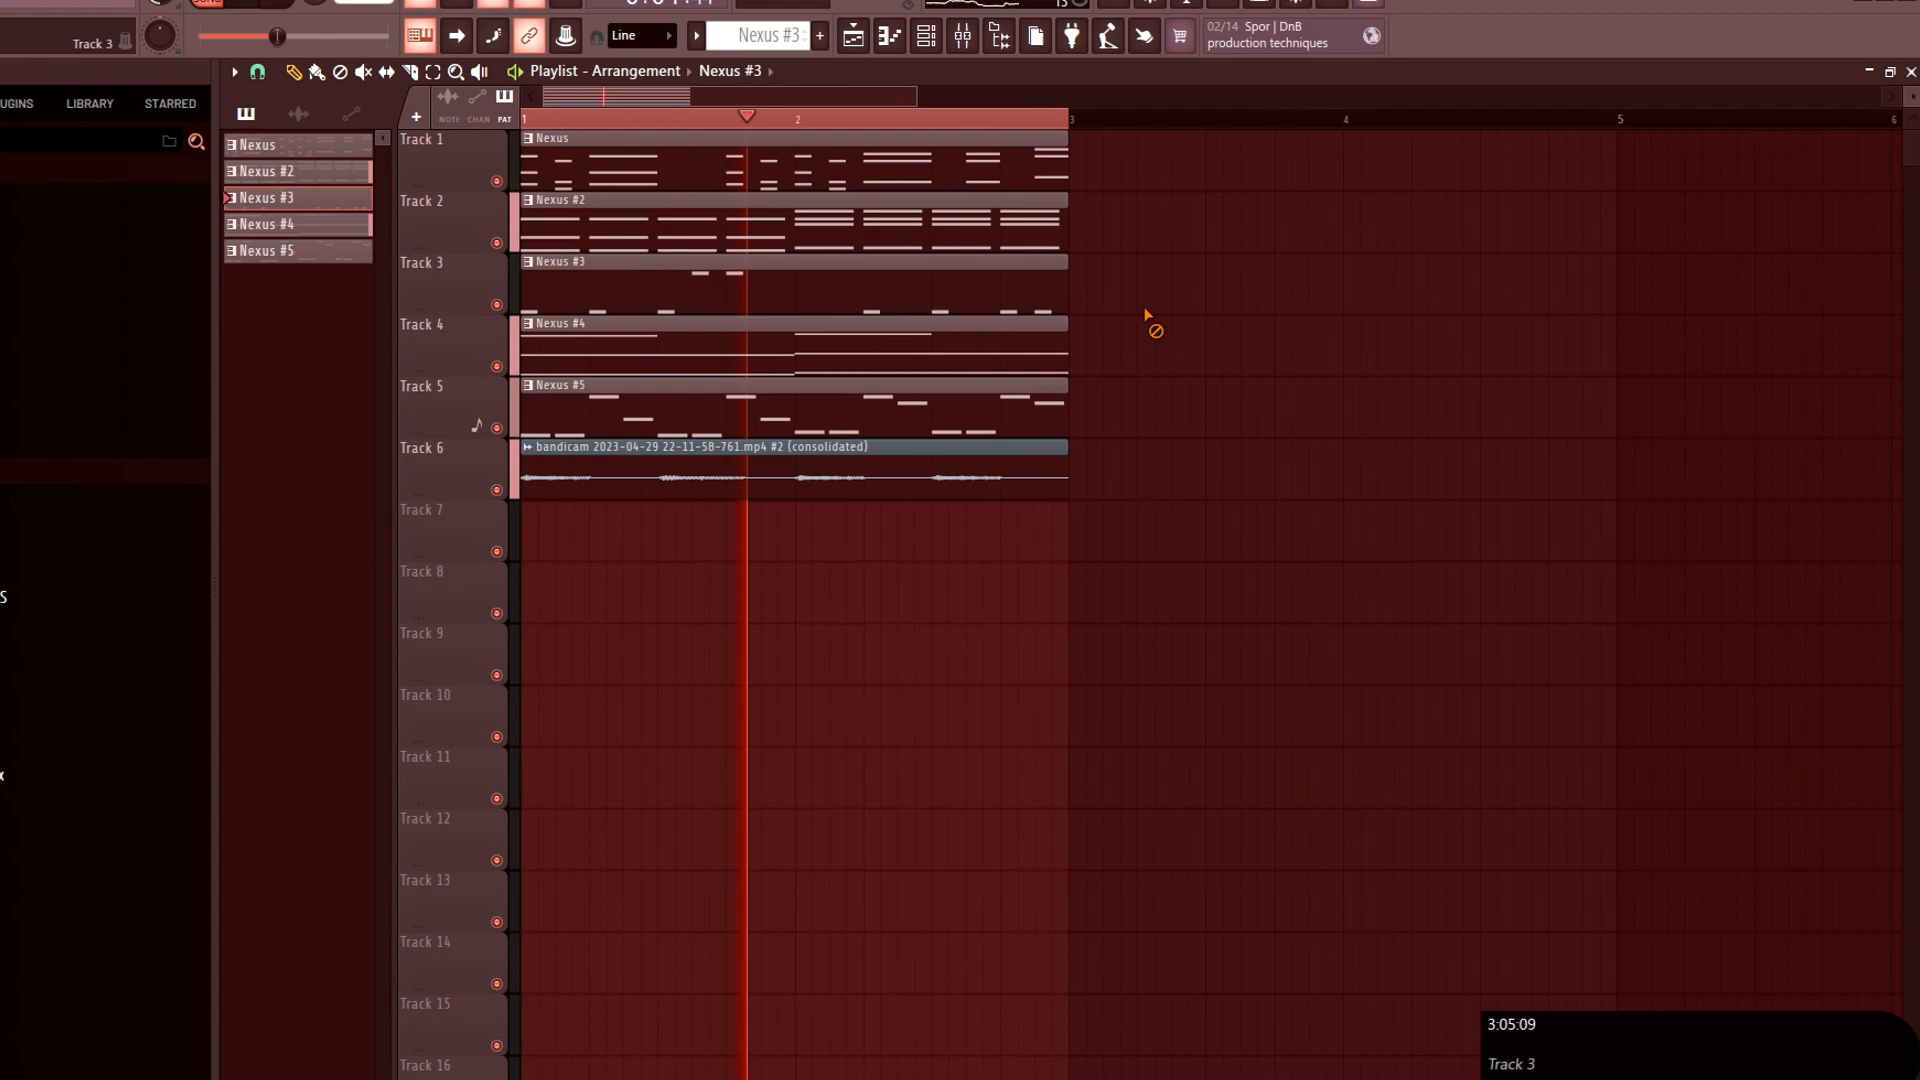 Track 3
Line
Nexus #3
+
02/14 Spor | DnB
production techniques
Playlist - Arrangement › Nexus #3 ›
UGINS
LIBRARY
STARRED
NOTE
CHAN
PAT
1
2
3
4
5
6
Nexus
Nexus #2
Nexus #3
Nexus #4
Nexus #5
Track 1
Nexus
Track 2
Nexus #2
Track 3
Nexus #3
Track 4
Nexus #4
Track 5
Nexus #5
Track 6
bandicam 2023-04-29 22-11-58-761.mp4 #2 (consolidated)
Track 7
Track 8
Track 9
Track 10
Track 11
Track 12
Track 13
Track 14
Track 15
Track 16
S
x
3:05:09
Track 3